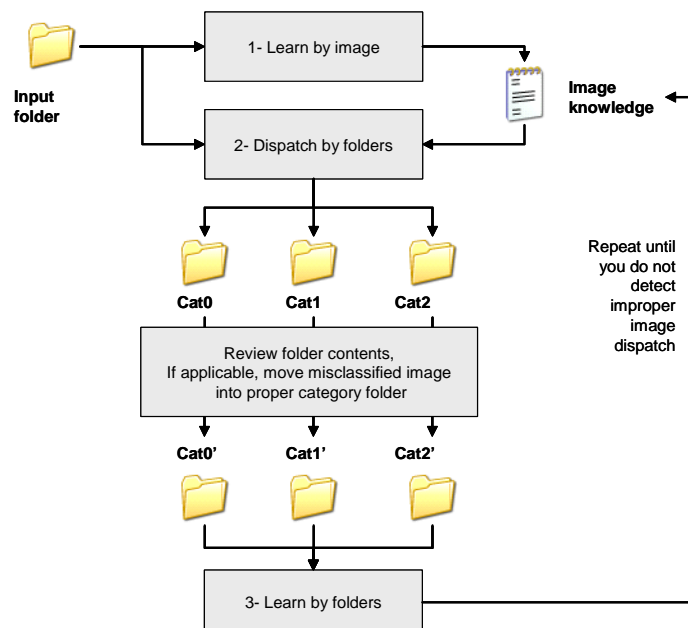 1- Learn by image
Input
folder
Image
knowledge
2- Dispatch by folders
Cat0
Cat1
Cat2
Repeat until
you do not
detect
improper
image
dispatch
Review folder contents,
If applicable, move misclassified image
into proper category folder
Cat0'
Cat1'
Cat2'
3- Learn by folders